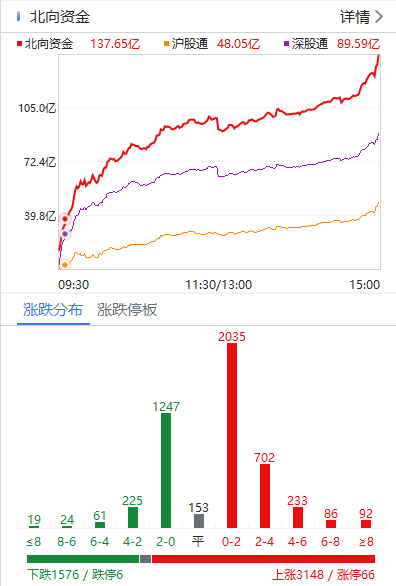 北向资金 详情
北向资金 137.65亿 沪股通 48.05亿 深股通 89.59亿
105.0亿
72.4亿
39.8亿
09:30 11:30/13:00 15:00
涨跌分布 涨跌停板
19 24 61 225 1247 153 2035 702 233 86 92
≤8 8-6 6-4 4-2 2-0 平 0-2 2-4 4-6 6-8 ≥8
下跌1576 / 跌停6 上涨3148 / 涨停66